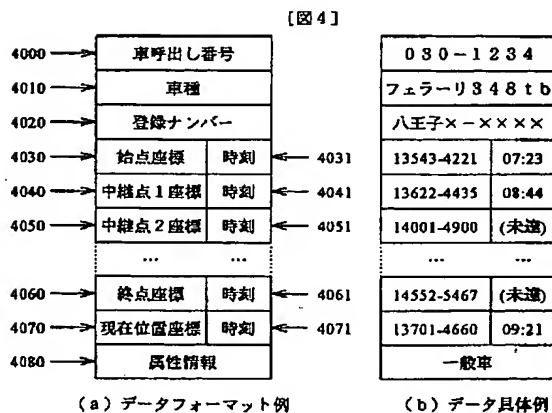 [図4]
4000 車呼出し番号 030-1234
4010 車種 フェラーリ348tb
4020 登録ナンバー 八王子×-××××
4030 始点座標 時刻 4031 13543-4221 07:23
4040 中継点1座標 時刻 4041 13622-4435 08:44
4050 中継点2座標 時刻 4051 14001-4900 (未達)
… … … …
4060 終点座標 時刻 4061 14552-5467 (未達)
4070 現在位置座標 時刻 4071 13701-4660 09:21
4080 属性情報 一般車
(a) データフォーマット例 (b) データ具体例